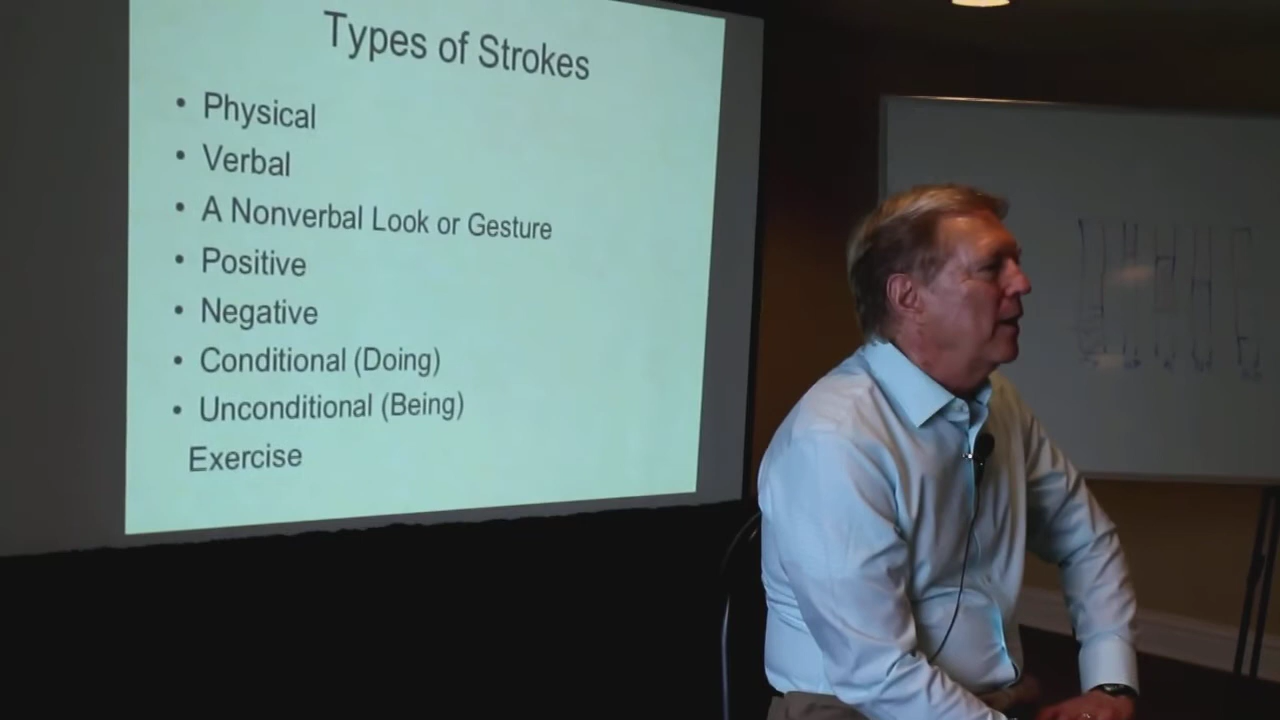 Types of Strokes
• Physical
• Verbal
• A Nonverbal Look or Gesture
• Positive
• Negative
• Conditional (Doing)
• Unconditional (Being)
Exercise